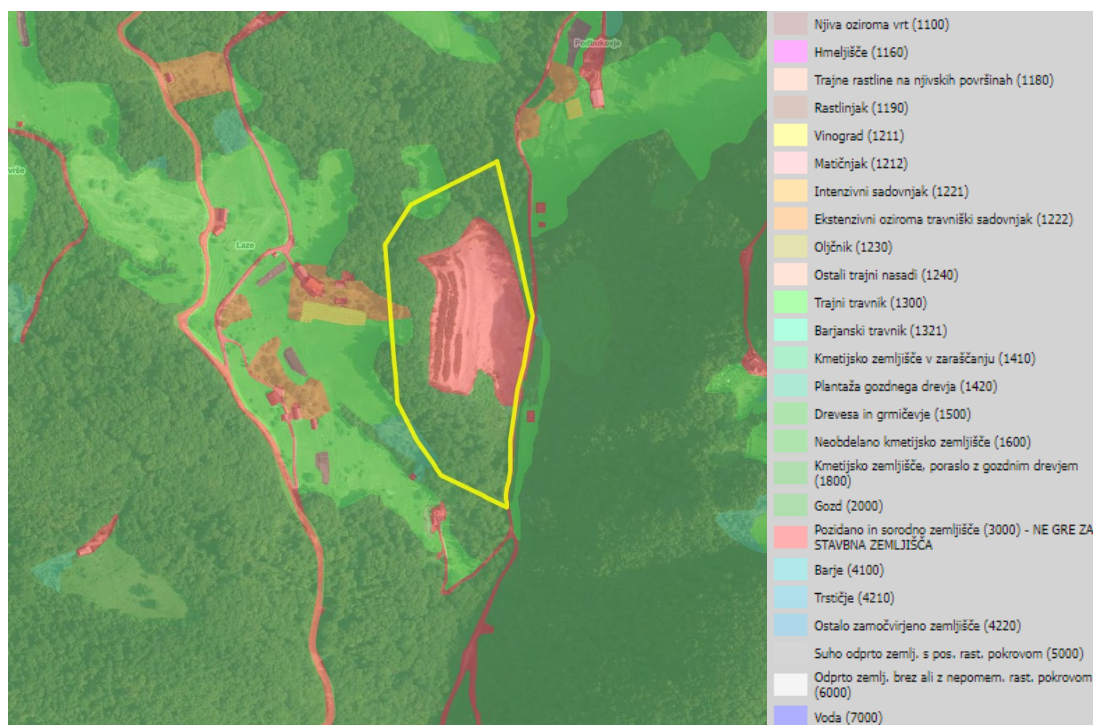 Podbukovje
vrše
Laze
Njiva oziroma vrt (1100)
Hmeljišče (1160)
Trajne rastline na njivskih površinah (1180)
Rastlinjak (1190)
Vinograd (1211)
Matičnjak (1212)
Intenzivni sadovnjak (1221)
Ekstenzivni oziroma travniški sadovnjak (1222)
Oljčnik (1230)
Ostali trajni nasadi (1240)
Trajni travnik (1300)
Barjanski travnik (1321)
Kmetijsko zemljišče v zaraščanju (1410)
Plantaža gozdnega drevja (1420)
Drevesa in grmičevje (1500)
Neobdelano kmetijsko zemljišče (1600)
Kmetijsko zemljišče, poraslo z gozdnim drevjem
(1800)
Gozd (2000)
Pozidano in sorodno zemljišče (3000) - NE GRE ZA
STAVBNA ZEMLJIŠČA
Barje (4100)
Trstičje (4210)
Ostalo zamočvirjeno zemljišče (4220)
Suho odprto zemlj. s pos. rast. pokrovom (5000)
Odprto zemlj. brez ali z nepomem. rast. pokrovom
(6000)
Voda (7000)